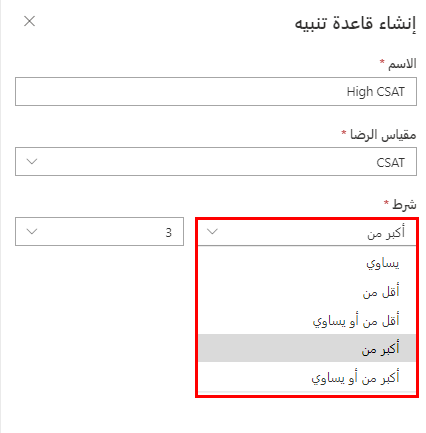 إنشاء قاعدة تنبيه
الاسم *
High CSAT
مقياس الرضا *
CSAT
شرط *
أكبر من 3
يساوي
أقل من
أقل من أو يساوي
أكبر من
أكبر من أو يساوي